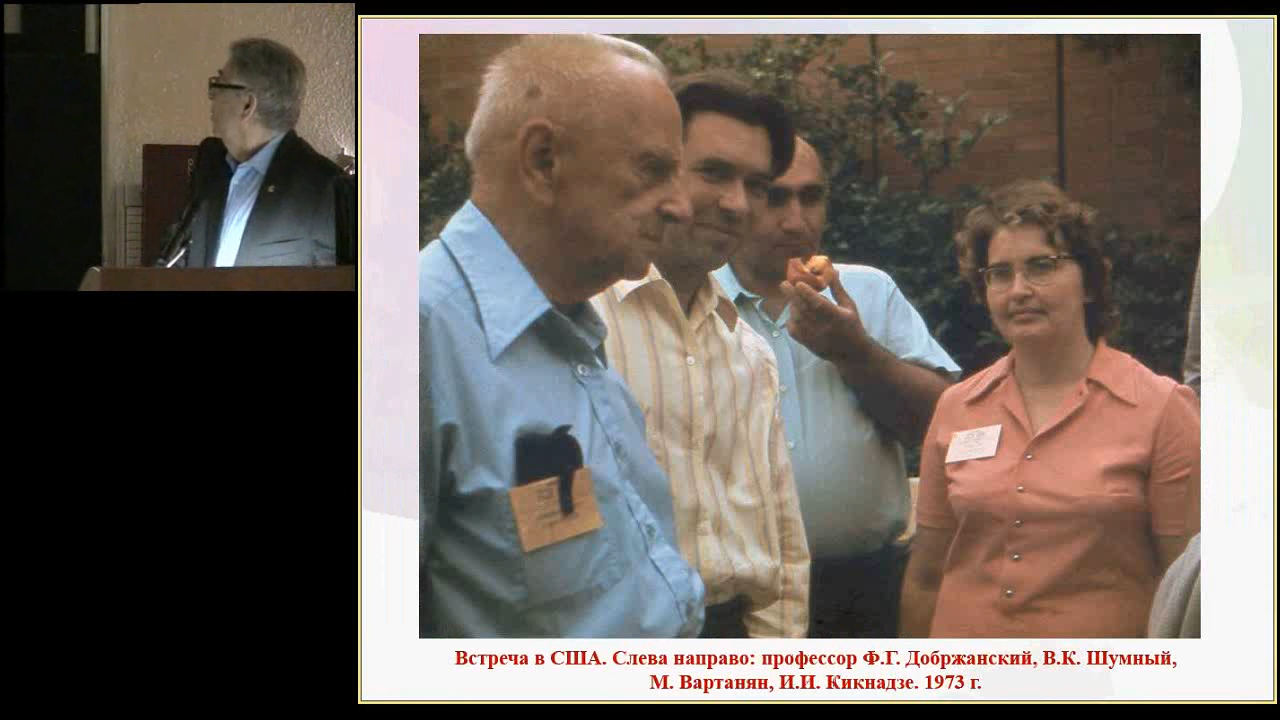 Встреча в США. Слева направо: профессор Ф.Г. Добржанский, В.К. Шумный,
М. Вартанян, И.И. Кикнадзе. 1973 г.